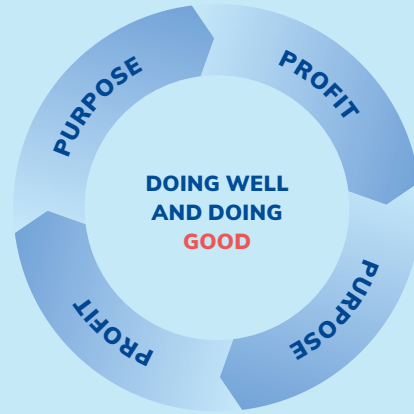 PURPOSE
PROFIT
DOING WELL
AND DOING
GOOD
PROFIT
PURPOSE